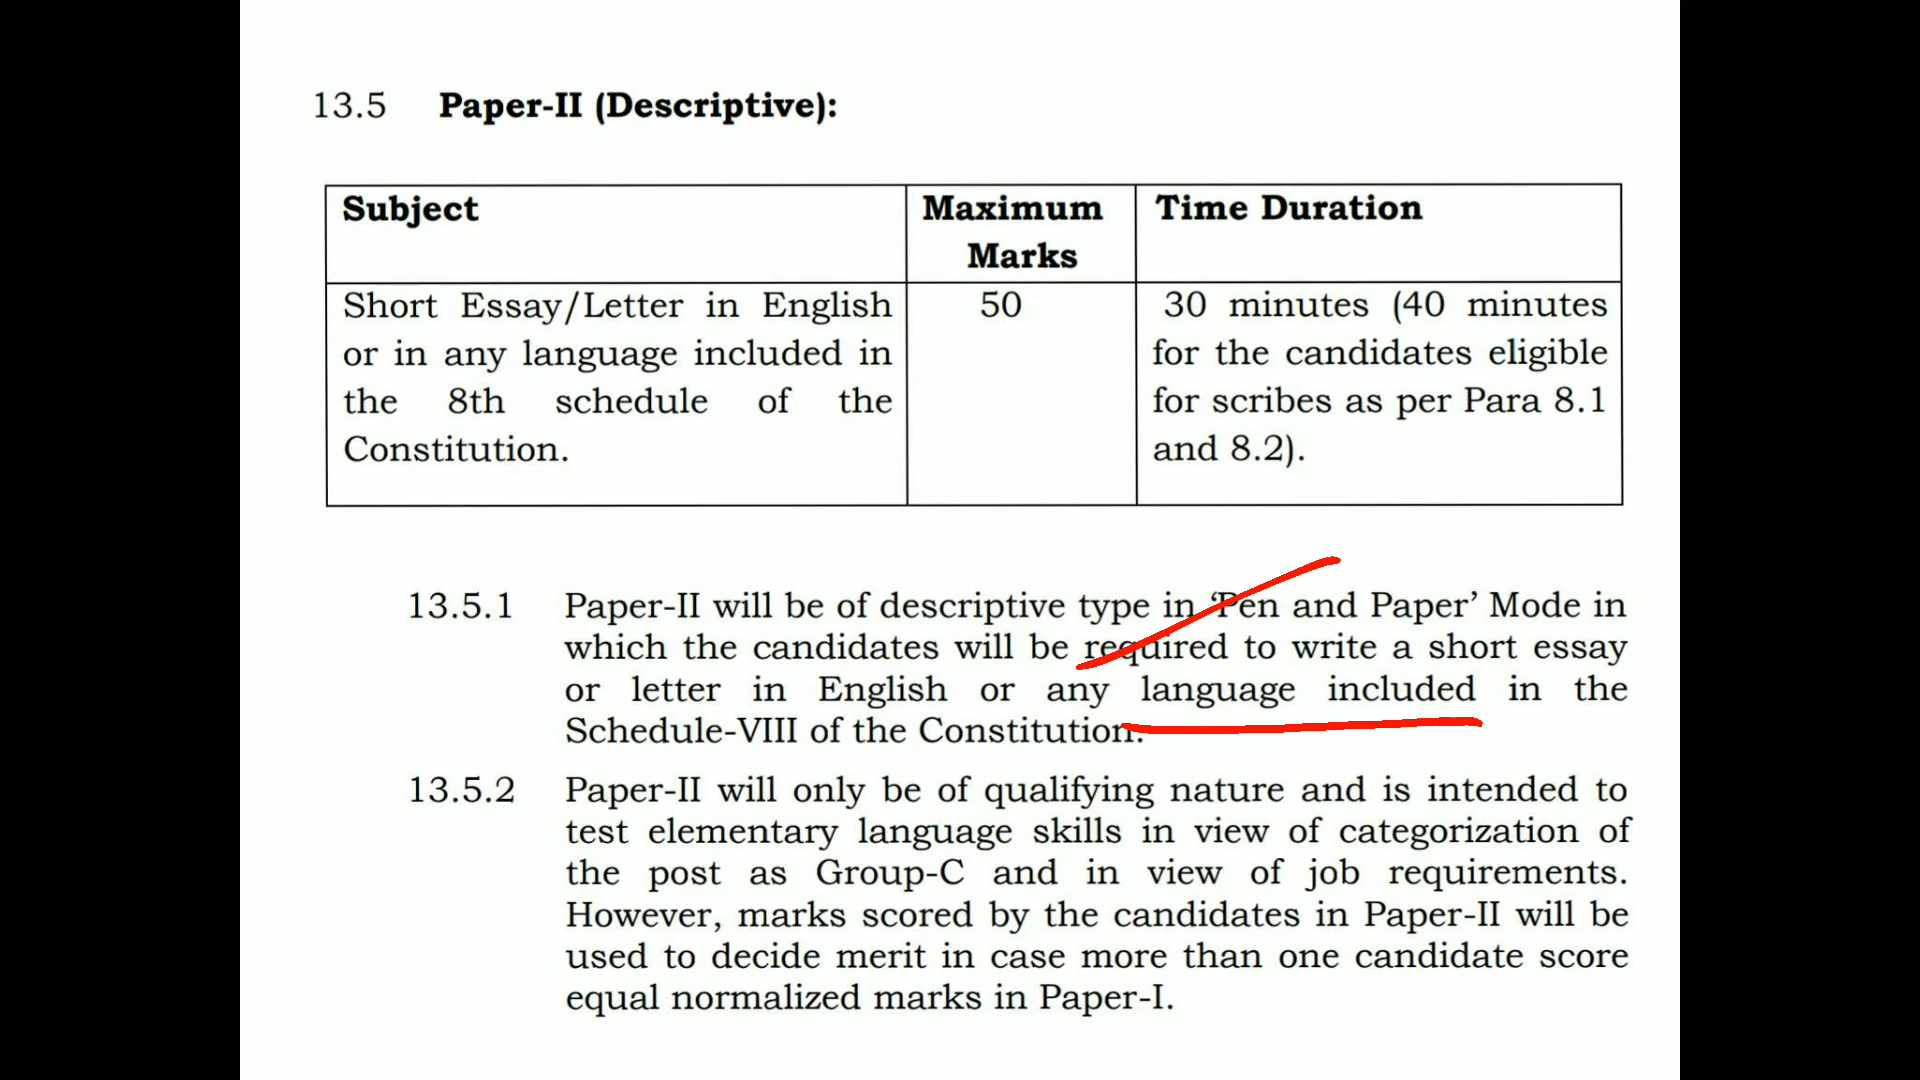 13.5 Paper-II (Descriptive):
Subject Maximum Marks Time Duration
Short Essay/Letter in English or in any language included in the 8th schedule of the Constitution. 50 30 minutes (40 minutes for the candidates eligible for scribes as per Para 8.1 and 8.2).
13.5.1 Paper-II will be of descriptive type in ‘Pen and Paper’ Mode in
which the candidates will be required to write a short essay
or letter in English or any language included in the
Schedule-VIII of the Constitution.
13.5.2 Paper-II will only be of qualifying nature and is intended to
test elementary language skills in view of categorization of
the post as Group-C and in view of job requirements.
However, marks scored by the candidates in Paper-II will be
used to decide merit in case more than one candidate score
equal normalized marks in Paper-I.